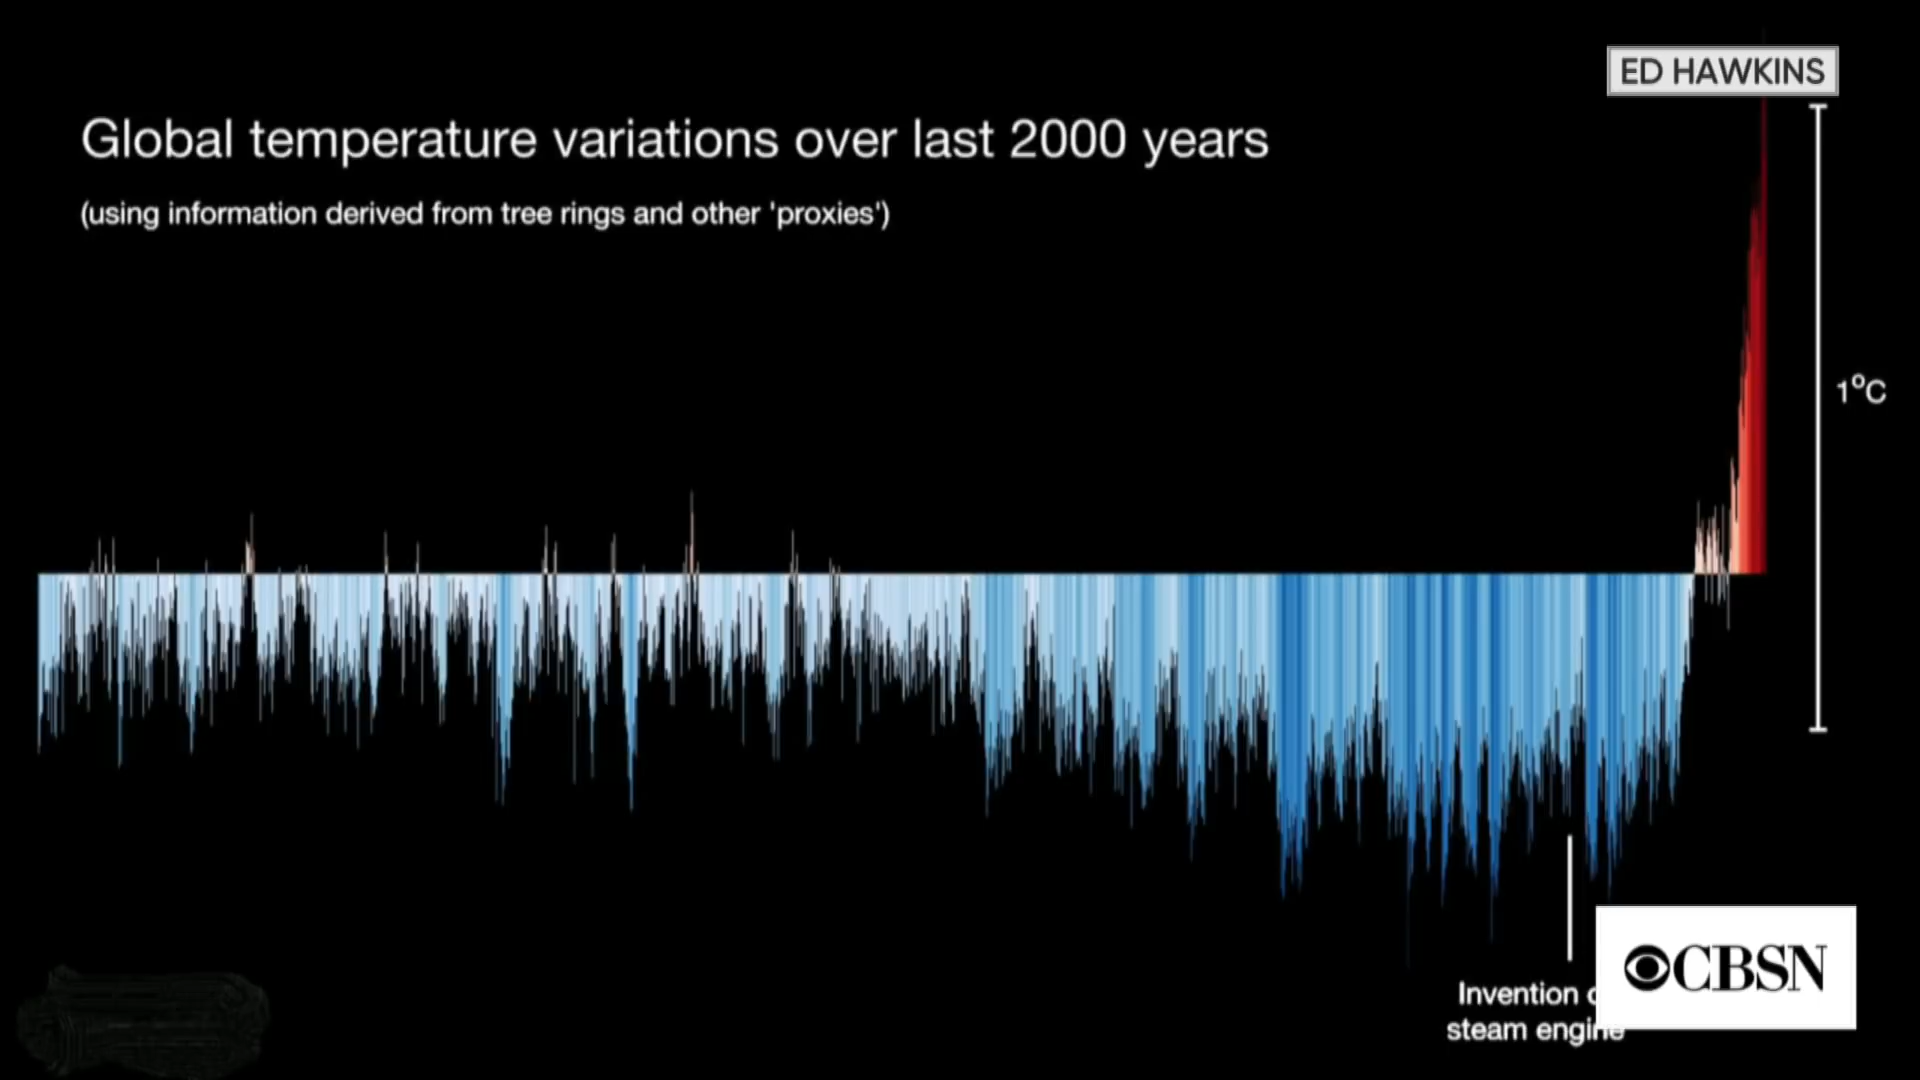 ED HAWKINS
Global temperature variations over last 2000 years
(using information derived from tree rings and other 'proxies')
1°C
Invention
steam engine
CBSN